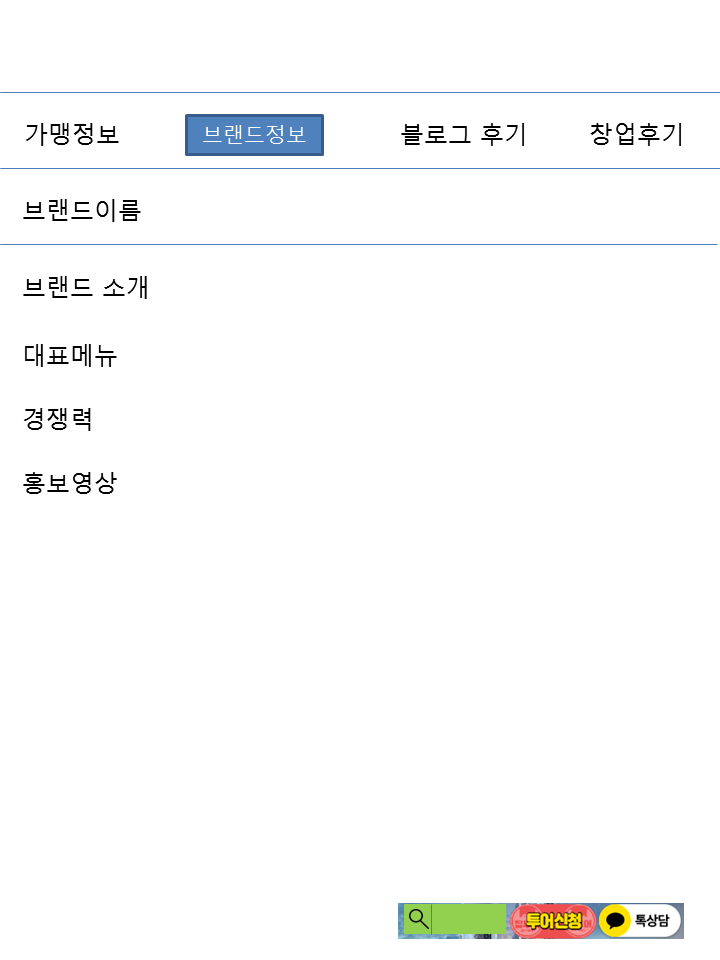 가맹정보 브랜드정보 블로그 후기 창업후기
브랜드이름
브랜드 소개
대표메뉴
경쟁력
홍보영상
투어신청 톡상담